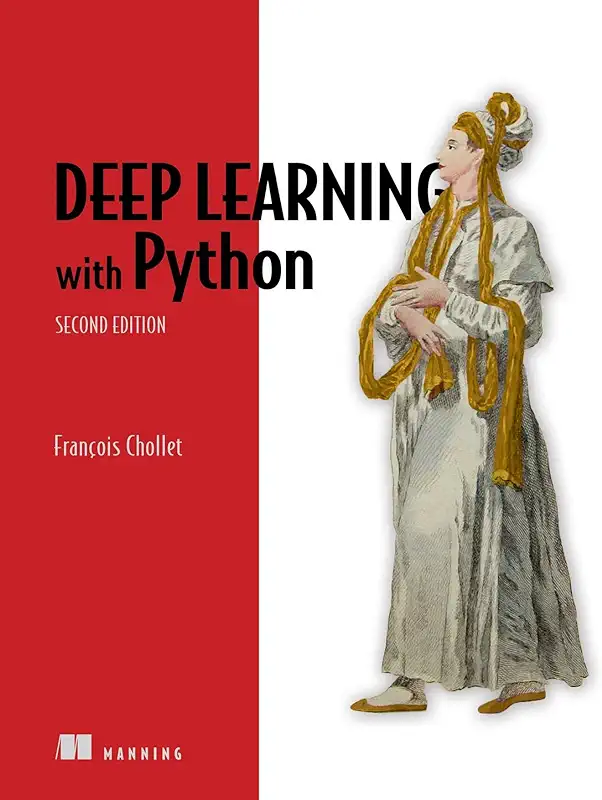 DEEP LEARNING
with Python
SECOND EDITION
François Chollet
MANNING